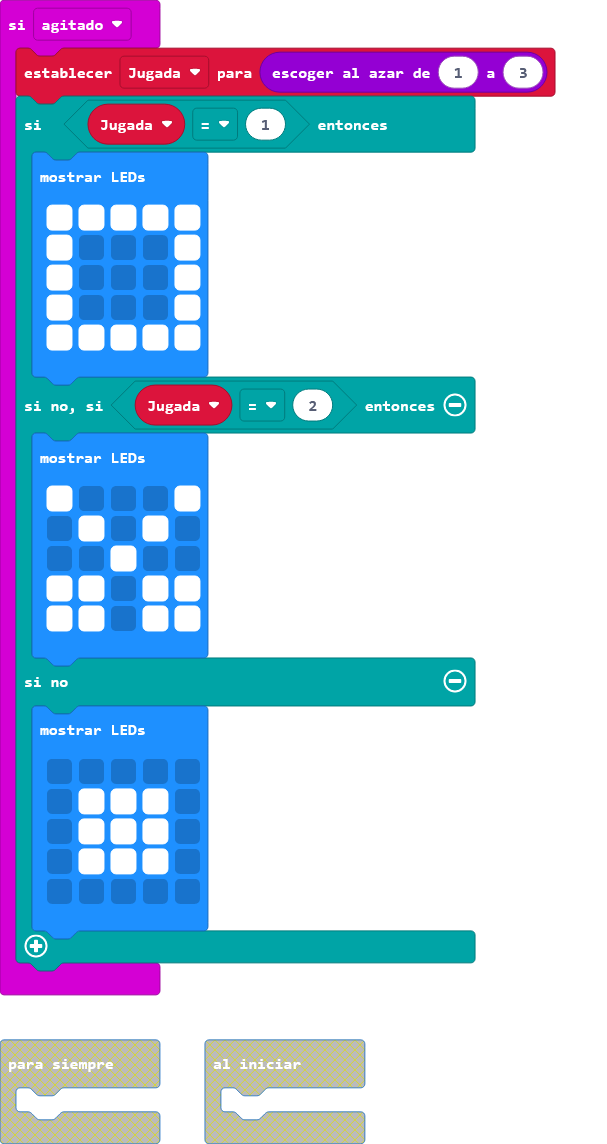 si agitado
establecer Jugada para escoger al azar de 1 a 3
si Jugada = 1 entonces
mostrar LEDs
si no, si Jugada = 2 entonces
mostrar LEDs
si no
mostrar LEDs
para siempre
al iniciar